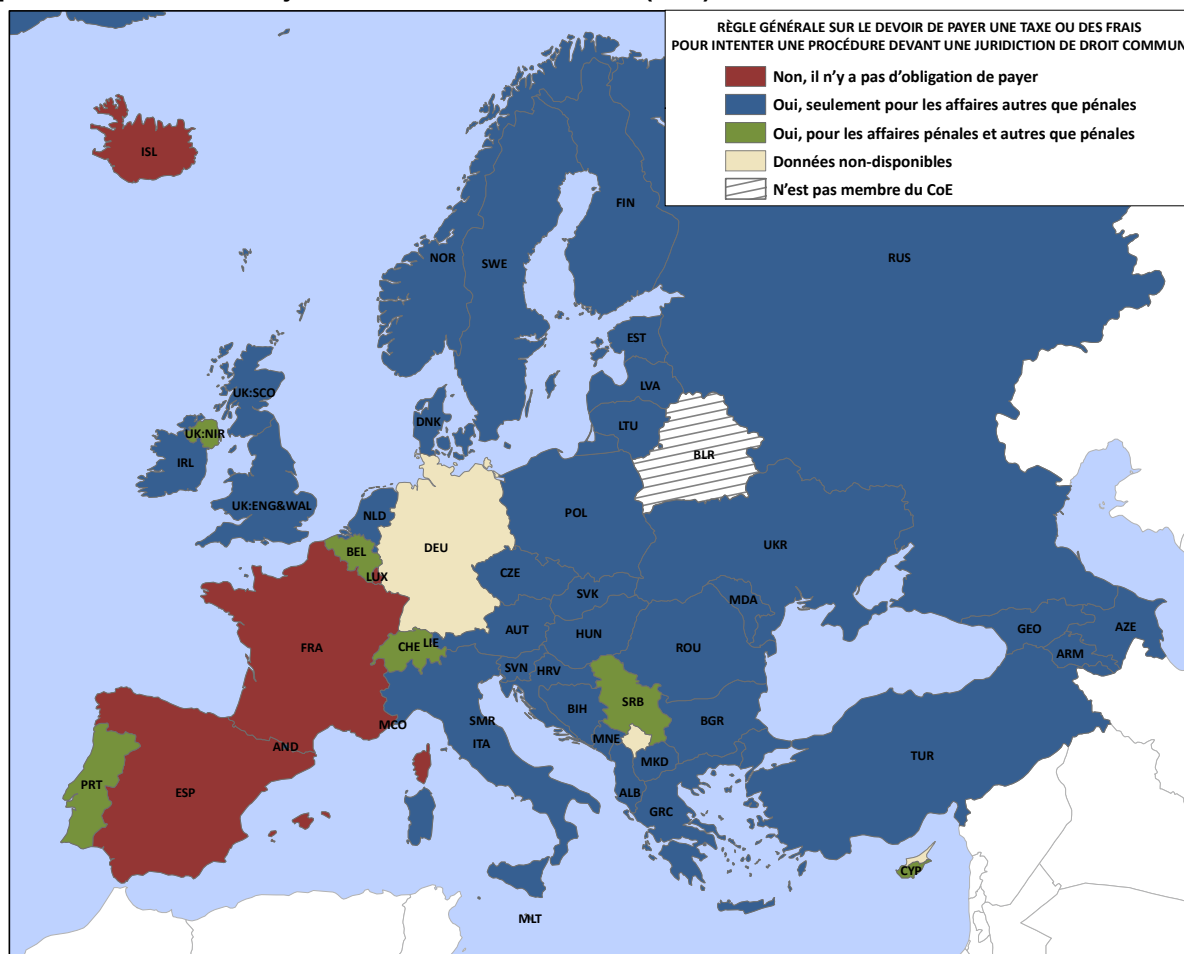 RÈGLE GÉNÉRALE SUR LE DEVOIR DE PAYER UNE TAXE OU DES FRAIS
POUR INTENTER UNE PROCÉDURE DEVANT UNE JURIDICTION DE DROIT COMMUN
Non, il n'y a pas d'obligation de payer
Oui, seulement pour les affaires autres que pénales
Oui, pour les affaires pénales et autres que pénales
Données non-disponibles
N'est pas membre du CoE
ISL
FIN
NOR
SWE
RUS
EST
LVA
UK:SCO
DNK
LTU
UK:NIR
BLR
IRL
UK:ENG&WAL
NLD
POL
DEU
UKR
BEL
CZE
LUX
SVK
MDA
AUT
GEO
AZE
HUN
FRA
CHE
LIE
ROU
ARM
SVN
HRV
SRB
BIH
SMR
BGR
MCO
MNE
ITA
AND
TUR
MKD
PRT
ESP
ALB
GRC
CYP
MLT